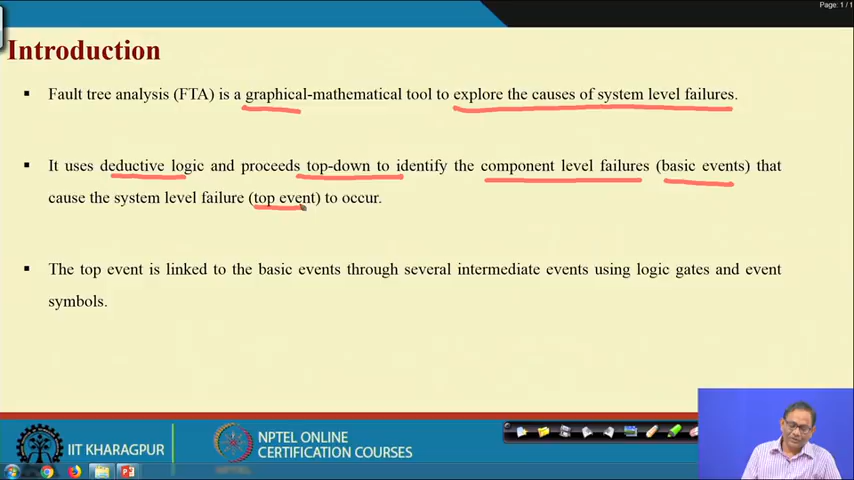 Page: 1 / 1
Introduction
▪ Fault tree analysis (FTA) is a graphical-mathematical tool to explore the causes of system level failures.
▪ It uses deductive logic and proceeds top-down to identify the component level failures (basic events) that
cause the system level failure (top event) to occur.
▪ The top event is linked to the basic events through several intermediate events using logic gates and event
symbols.
IIT KHARAGPUR
NPTEL ONLINE
CERTIFICATION COURSES